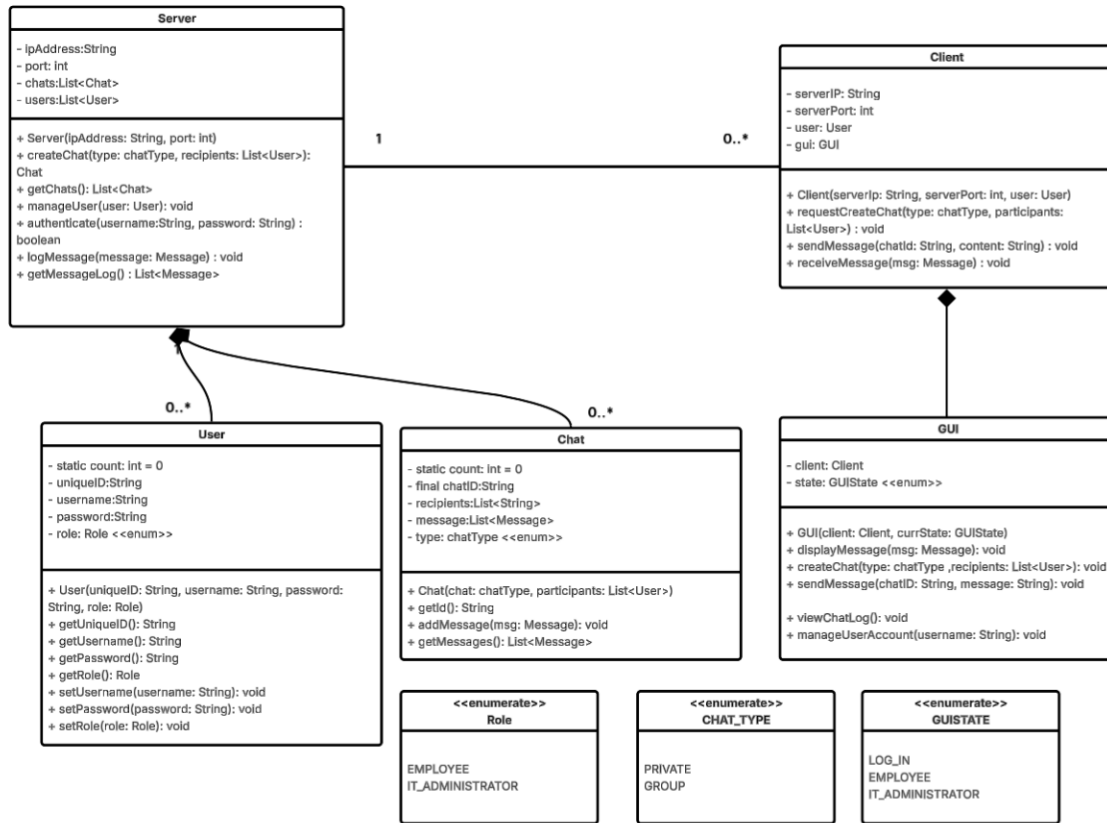 Server
- ipAddress:String
- port: int
- chats:List<Chat>
- users:List<User>
+ Server(ipAddress: String, port: int)
+ createChat(type: chatType, recipients: List<User>):
Chat
+ getChats(): List<Chat>
+ manageUser(user: User): void
+ authenticate(username:String, password: String) :
boolean
+ logMessage(message: Message) : void
+ getMessageLog() : List<Message>
1
0..*
Client
- serverIP: String
- serverPort: int
- user: User
- gui: GUI
+ Client(serverIp: String, serverPort: int, user: User)
+ requestCreateChat(type: chatType, participants:
List<User>) : void
+ sendMessage(chatId: String, content: String) : void
+ receiveMessage(msg: Message) : void
1
0..*
0..*
User
- static count: int = 0
- uniqueID:String
- username:String
- password:String
- role: Role <<enum>>
+ User(uniqueID: String, username: String, password:
String, role: Role)
+ getUniqueID(): String
+ getUsername(): String
+ getPassword(): String
+ getRole(): Role
+ setUsername(username: String): void
+ setPassword(password: String): void
+ setRole(role: Role): void
Chat
- static count: int = 0
- final chatID:String
- recipients:List<String>
- message:List<Message>
- type: chatType <<enum>>
+ Chat(chat: chatType, participants: List<User>)
+ getId(): String
+ addMessage(msg: Message): void
+ getMessages(): List<Message>
GUI
- client: Client
- state: GUIState <<enum>>
+ GUI(client: Client, currState: GUIState)
+ displayMessage(msg: Message): void
+ createChat(type: chatType ,recipients: List<User>): void
+ sendMessage(chatID: String, message: String): void
+ viewChatLog(): void
+ manageUserAccount(username: String): void
<<enumerate>>
Role
EMPLOYEE
IT_ADMINISTRATOR
<<enumerate>>
CHAT_TYPE
PRIVATE
GROUP
<<enumerate>>
GUISTATE
LOG_IN
EMPLOYEE
IT_ADMINISTRATOR